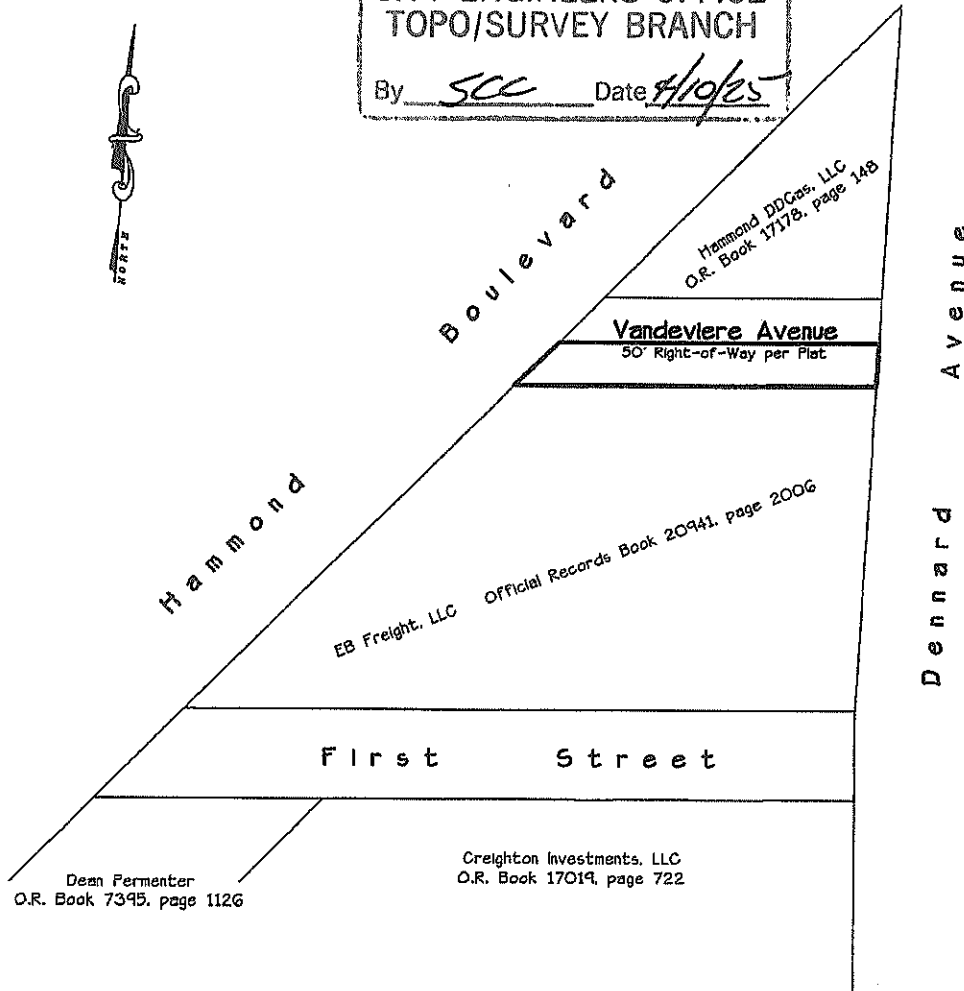 TOPO/SURVEY BRANCH
By SCC Date 4/10/25
NORTH
Hammond DDGas, LLC
O.R. Book 17178, page 148
Hammond Boulevard
Vandeviere Avenue
50' Right-of-Way per Plat
Dennard Avenue
EB Freight, LLC Official Records Book 20941, page 2006
First Street
Dean Permenter
O.R. Book 7395, page 1126
Creighton Investments, LLC
O.R. Book 17019, page 722